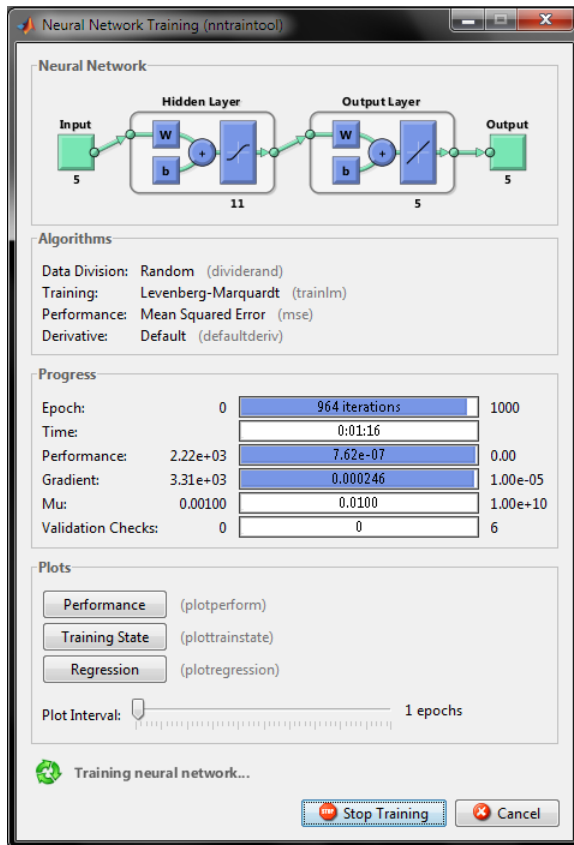 Neural Network Training (nntraintool)
Neural Network
Hidden Layer Output Layer
Input Output
W W
b b
+ +
5 11 5 5
Algorithms
Data Division: Random (dividerand)
Training: Levenberg-Marquardt (trainlm)
Performance: Mean Squared Error (mse)
Derivative: Default (defaultderiv)
Progress
Epoch: 0 964 iterations 1000
Time: 0:01:16
Performance: 2.22e+03 7.62e-07 0.00
Gradient: 3.31e+03 0.000246 1.00e-05
Mu: 0.00100 0.0100 1.00e+10
Validation Checks: 0 0 6
Plots
Performance (plotperform)
Training State (plottrainstate)
Regression (plotregression)
Plot Interval: 1 epochs
Training neural network...
STOP Stop Training Cancel